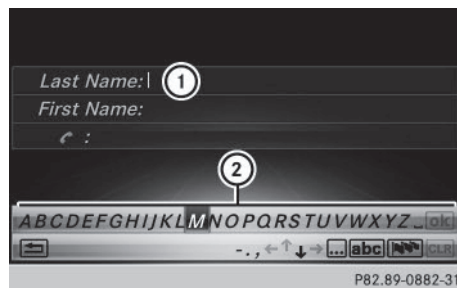 Last Name: 1
First Name:
:
2
ABCDEFGHIJKLMNOPQRSTUVWXYZ_ ok
-.,←↑↓→ ... abc CLR
P82.89-0882-31